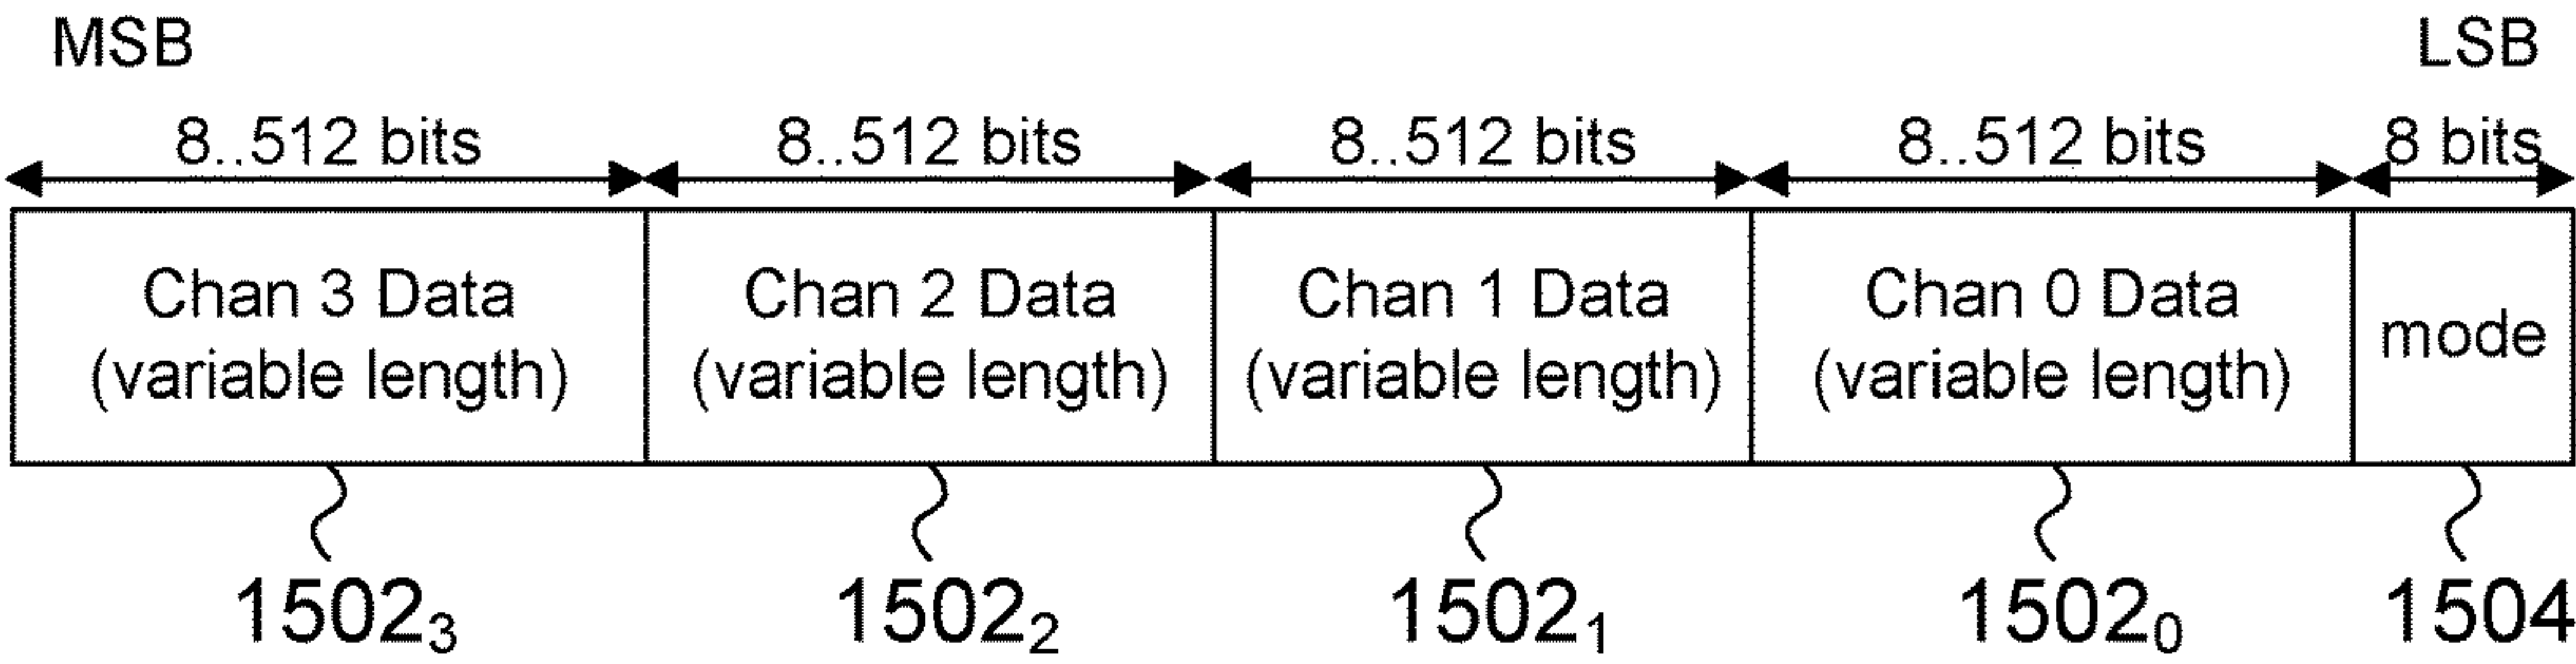 MSB LSB
8..512 bits 8..512 bits 8..512 bits 8..512 bits 8 bits
Chan 3 Data Chan 2 Data Chan 1 Data Chan 0 Data mode
(variable length) (variable length) (variable length) (variable length)
1502₃ 1502₂ 1502₁ 1502₀ 1504